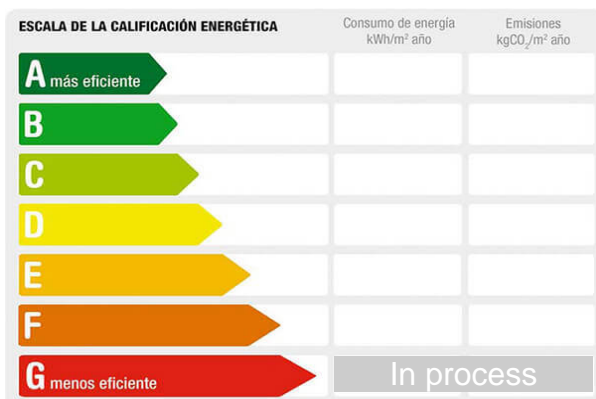 ESCALA DE LA CALIFICACIÓN ENERGÉTICA
Consumo de energía
kWh/m² año
Emisiones
kgCO₂/m² año
A más eficiente
B
C
D
E
F
G menos eficiente
In process